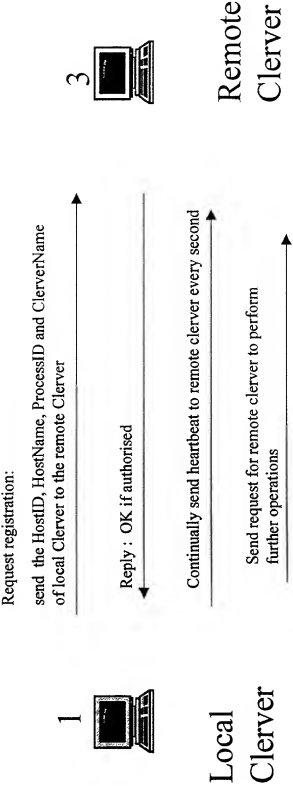 Request registration:
send the HostID, HostName, ProcessID and ClerverName
of local Clerver to the remote Clerver
1
3
Reply : OK if authorised
Continually send heartbeat to remote clerver every second
Local
Clerver
Remote
Clerver
Send request for remote clerver to perform
further operations